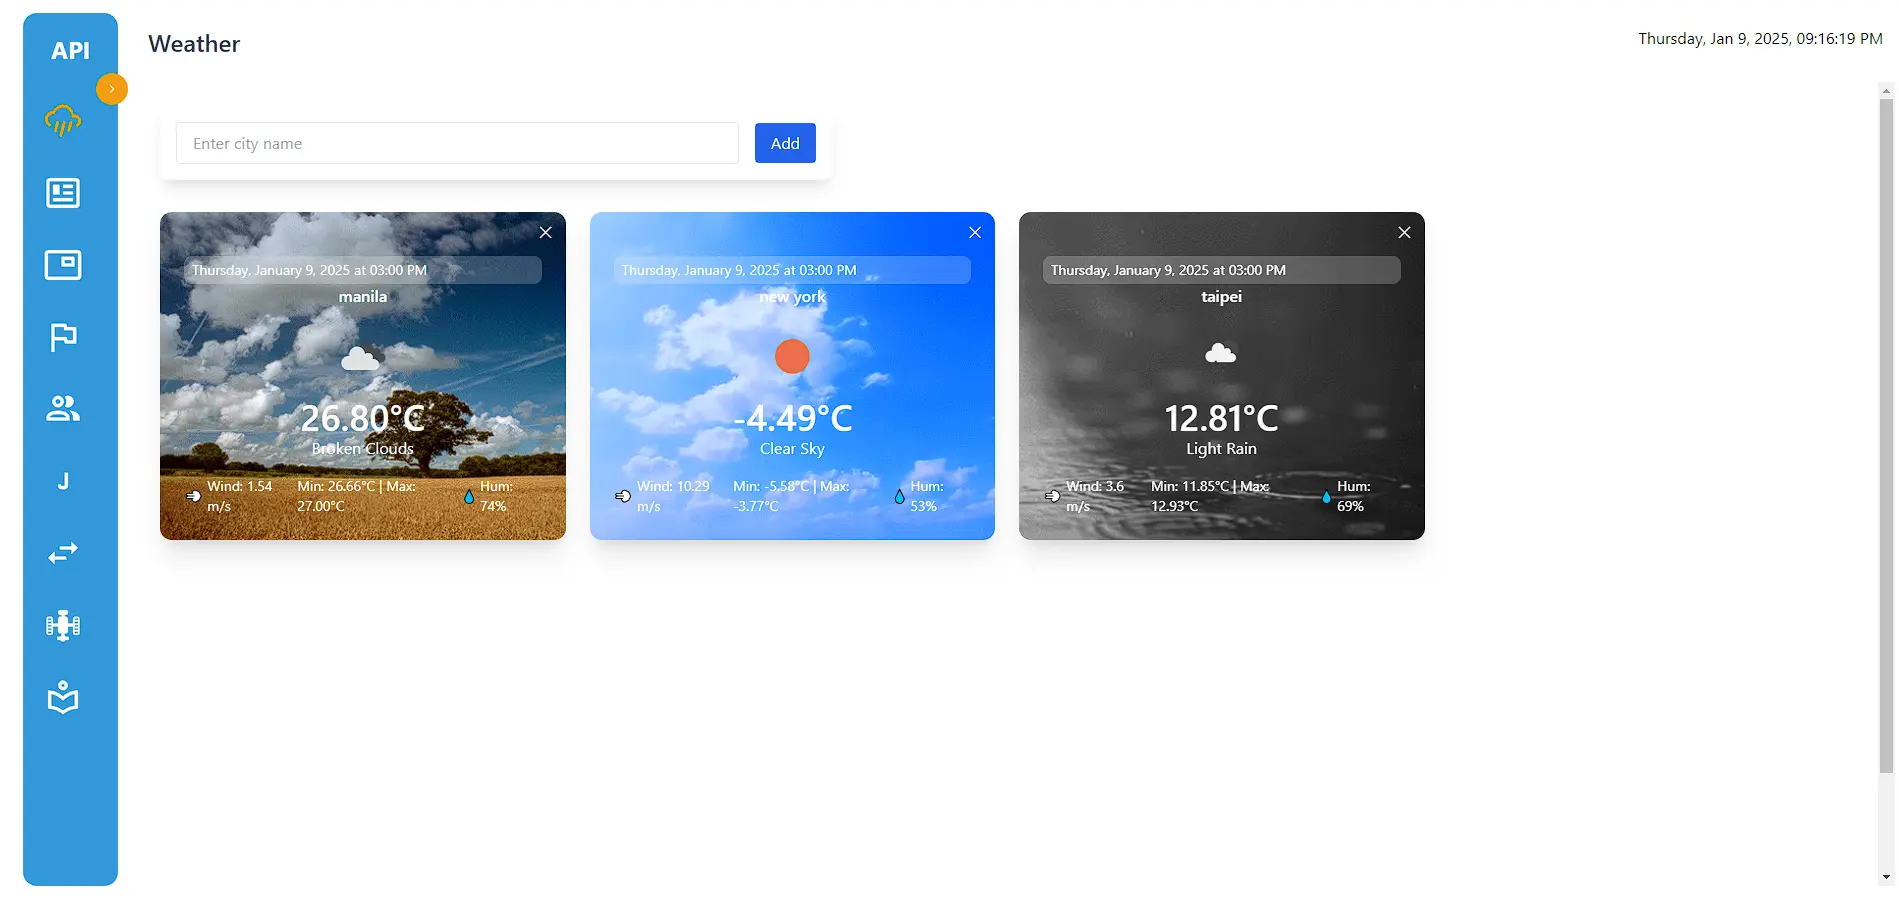 API
Weather
Thursday, Jan 9, 2025, 09:16:19 PM
Enter city name
Add
Thursday, January 9, 2025 at 03:00 PM
manila
26.80°C
Broken Clouds
Wind: 1.54
m/s
Min: 26.66°C | Max:
27.00°C
Hum:
74%
Thursday, January 9, 2025 at 03:00 PM
new york
-4.49°C
Clear Sky
Wind: 10.29
m/s
Min: -5.58°C | Max:
-3.77°C
Hum:
53%
Thursday, January 9, 2025 at 03:00 PM
taipei
12.81°C
Light Rain
Wind: 3.6
m/s
Min: 11.85°C | Max:
12.93°C
Hum:
69%
J